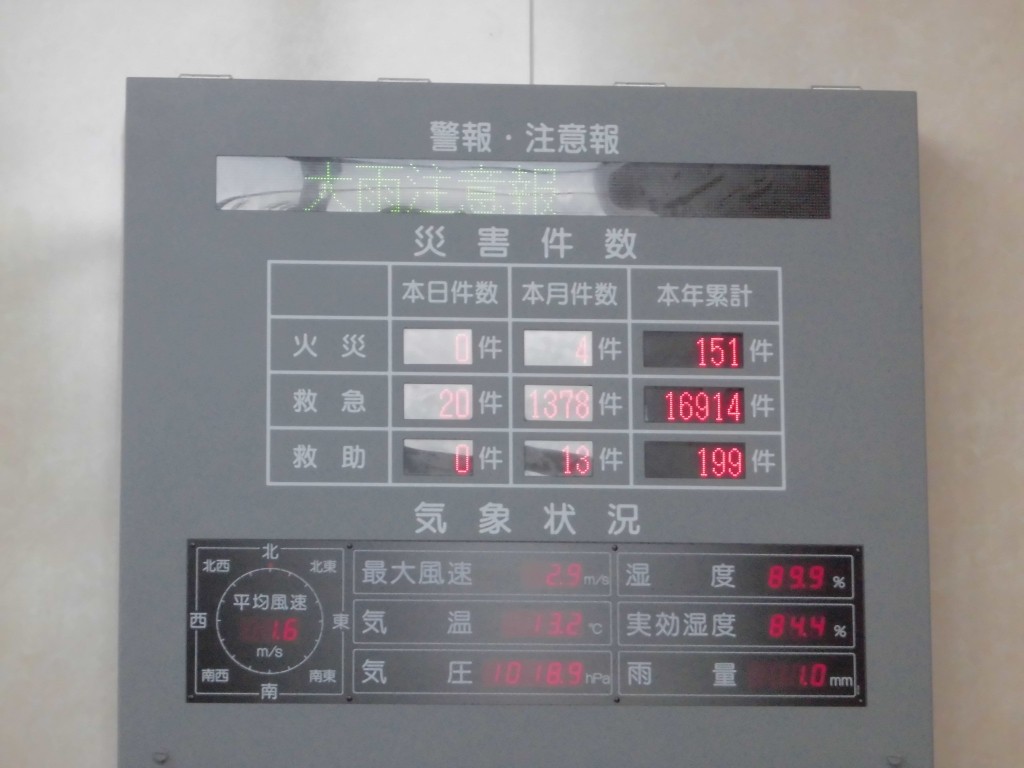 警報・注意報
大雨注意報
災害件数
本日件数 本月件数 本年累計
火災 0件 4件 151件
救急 20件 1378件 16914件
救助 0件 13件 199件
気象状況
北
北西 北東
西 平均風速 東
1.6
m/s
南西 南東
南
最大風速 2.9 m/s 湿度 89.9 %
気温 13.2 ℃ 実効湿度 84.4 %
気圧 1018.9 hPa 雨量 1.0 mm